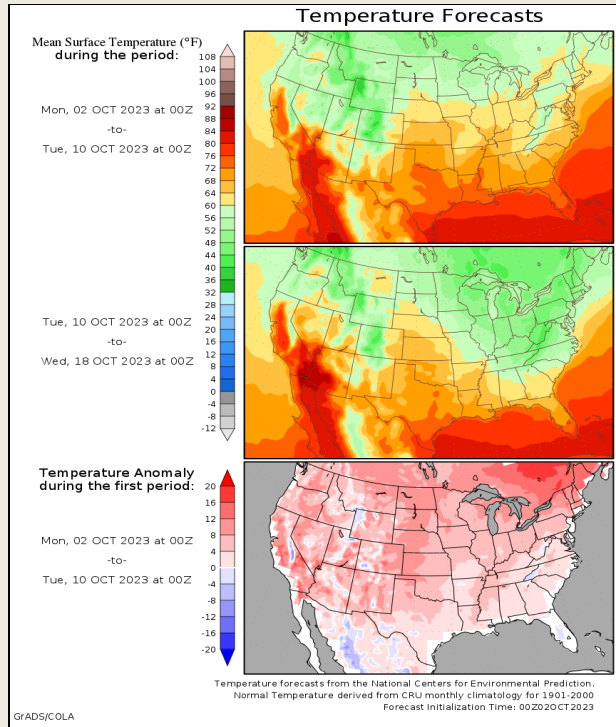 Temperature Forecasts
Mean Surface Temperature (°F)
during the period:
Mon, 02 OCT 2023 at 00Z
-to-
Tue, 10 OCT 2023 at 00Z
108
104
100
96
92
88
84
80
76
72
68
64
60
56
52
48
44
40
36
32
28
24
20
16
12
8
4
0
-4
-8
-12
Tue, 10 OCT 2023 at 00Z
-to-
Wed, 18 OCT 2023 at 00Z
Temperature Anomaly
during the first period:
Mon, 02 OCT 2023 at 00Z
-to-
Tue, 10 OCT 2023 at 00Z
20
16
12
8
4
0
-4
-8
-12
-16
-20
Temperature forecasts from the National Centers for Environmental Prediction.
Normal Temperature derived from CRU monthly climatology for 1901-2000
Forecast Initialization Time: 00Z02OCT2023
GrADS/COLA